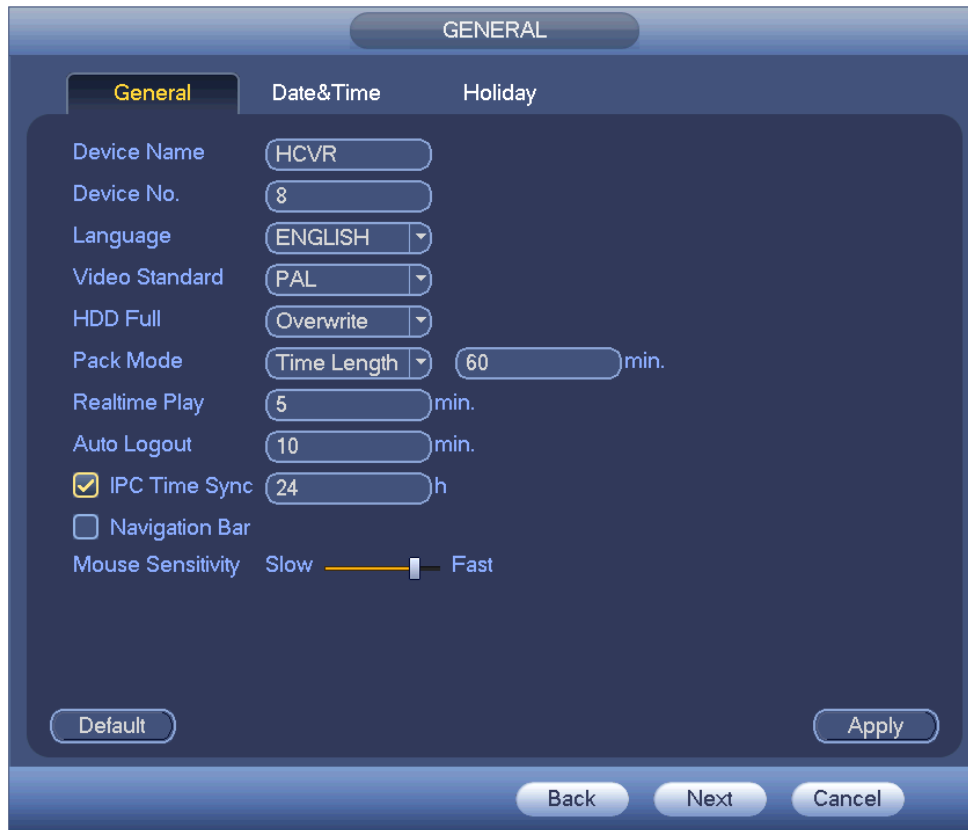 GENERAL
General Date&Time Holiday
Device Name HCVR
Device No. 8
Language ENGLISH
Video Standard PAL
HDD Full Overwrite
Pack Mode Time Length 60 min.
Realtime Play 5 min.
Auto Logout 10 min.
IPC Time Sync 24 h
Navigation Bar
Mouse Sensitivity Slow Fast
Default Apply
Back Next Cancel